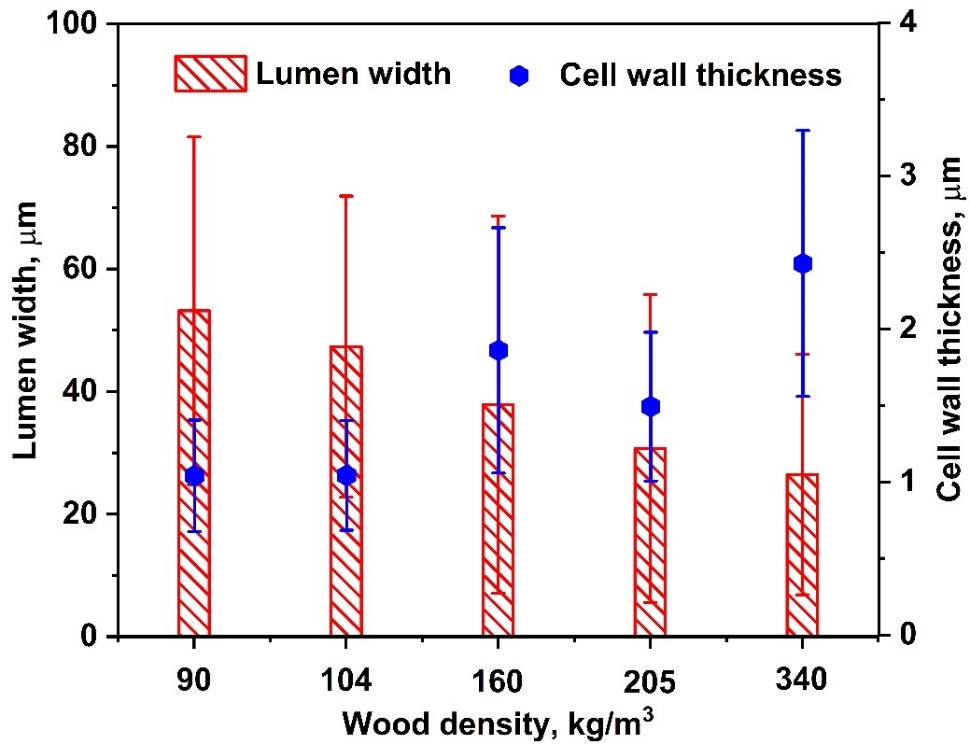 Lumen width
Cell wall thickness
Lumen width, μm
100
80
60
40
20
0
Cell wall thickness, μm
4
3
2
1
0
90 104 160 205 340
Wood density, kg/m³